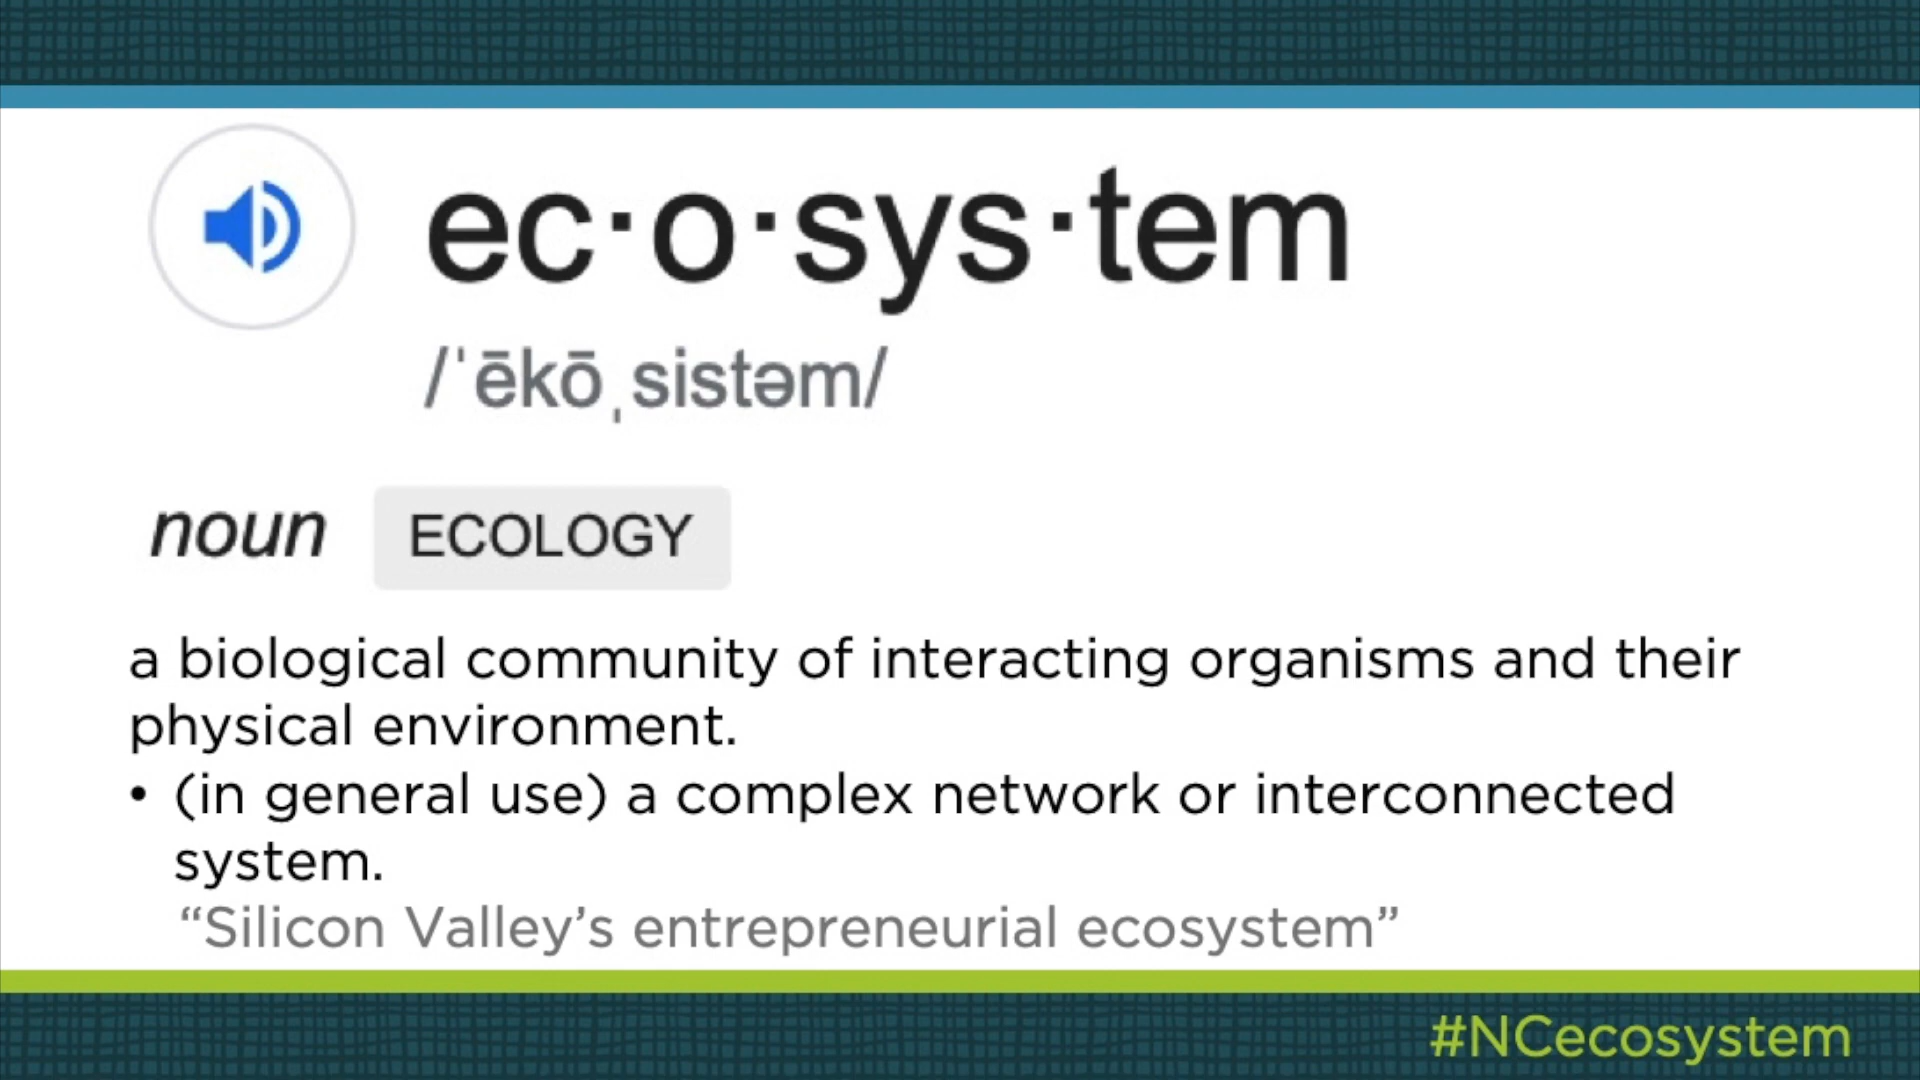 ec·o·sys·tem
/ˈēkōˌsistəm/
noun ECOLOGY
a biological community of interacting organisms and their
physical environment.
• (in general use) a complex network or interconnected
system.
“Silicon Valley’s entrepreneurial ecosystem”
#NCecosystem